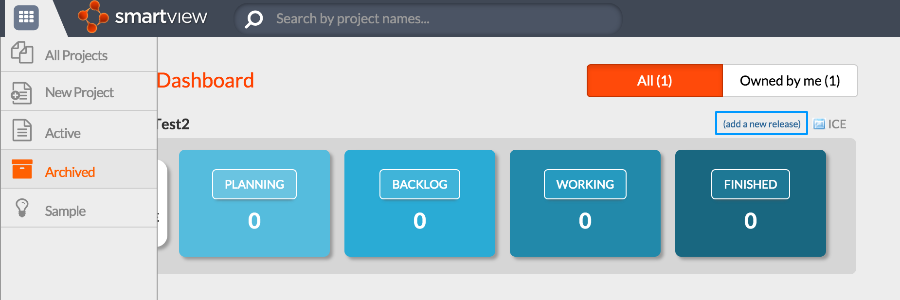 smartview
Search by project names...
All Projects
New Project
Active
Archived
Sample
Dashboard
All (1)
Owned by me (1)
Test2
(add a new release)
ICE
PLANNING
0
BACKLOG
0
WORKING
0
FINISHED
0